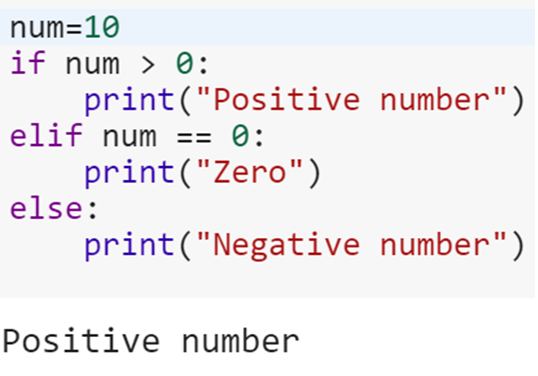 num=10
if num > 0:
    print("Positive number")
elif num == 0:
    print("Zero")
else:
    print("Negative number")
Positive number